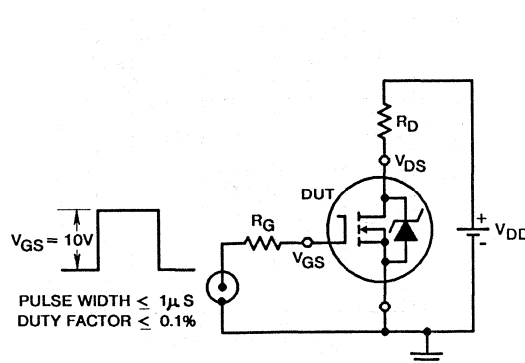 R_D
V_DS
DUT
R_G
V_GS = 10V
V_GS
+
-
V_DD
PULSE WIDTH ≤ 1μS
DUTY FACTOR ≤ 0.1%